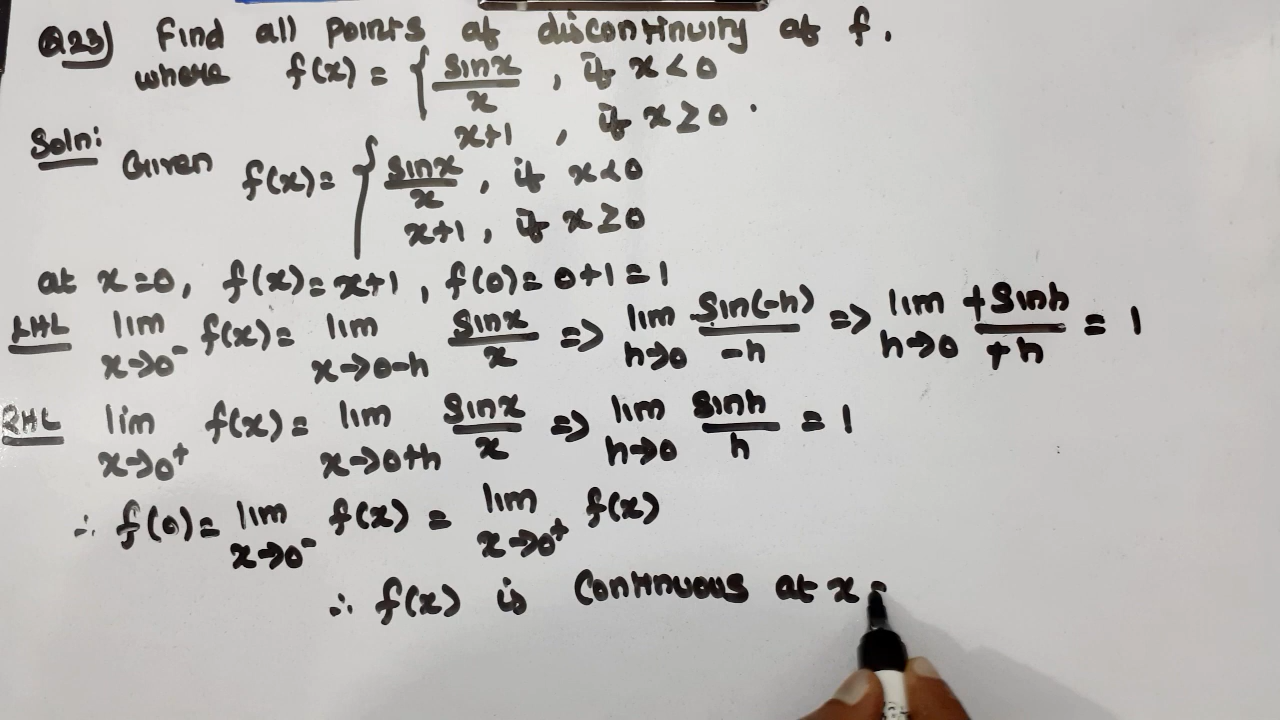 Q23) Find all points of discontinuity of f.
where f(x) = { sinx/x , if x < 0
x+1 , if x ≥ 0 .
Soln:
Given f(x) = { sinx/x , if x < 0
x+1 , if x ≥ 0
at x = 0, f(x) = x+1 , f(0) = 0+1 = 1
LHL lim x→0⁻ f(x) = lim x→0-h sinx/x => lim h→0 sin(-h)/-h => lim h→0 +sinh/+h = 1
RHL lim x→0⁺ f(x) = lim x→0+h sinx/x => lim h→0 sinh/h = 1
∴ f(0) = lim x→0⁻ f(x) = lim x→0⁺ f(x)
∴ f(x) is continuous at x =